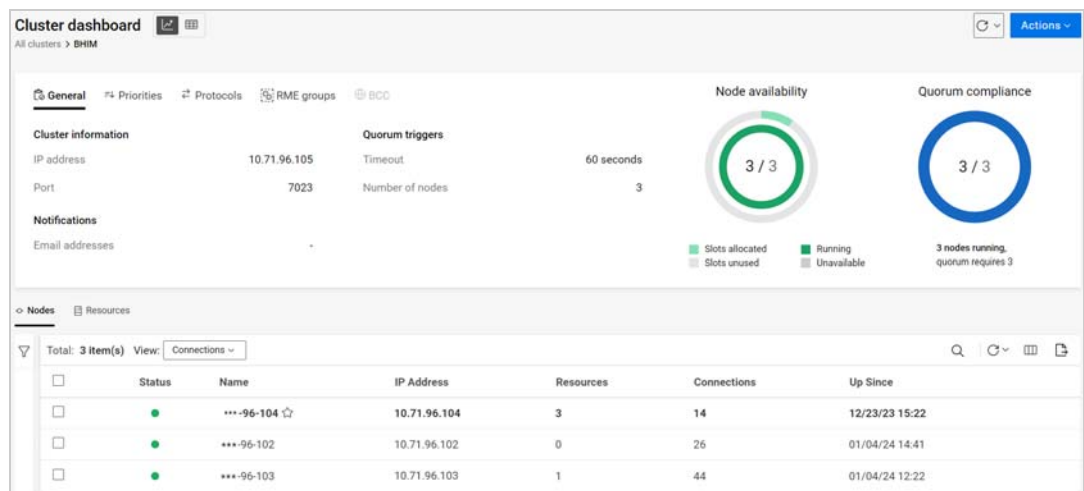 Cluster dashboard
Actions
All clusters > BHIM
General Priorities Protocols RME groups BCC
Cluster information
IP address 10.71.96.105
Port 7023
Notifications
Email addresses -
Quorum triggers
Timeout 60 seconds
Number of nodes 3
Node availability
3 / 3
Slots allocated Running
Slots unused Unavailable
Quorum compliance
3 / 3
3 nodes running,
quorum requires 3
Nodes Resources
Total: 3 item(s) View: Connections
Status Name IP Address Resources Connections Up Since
***-96-104 10.71.96.104 3 14 12/23/23 15:22
***-96-102 10.71.96.102 0 26 01/04/24 14:41
***-96-103 10.71.96.103 1 44 01/04/24 12:22